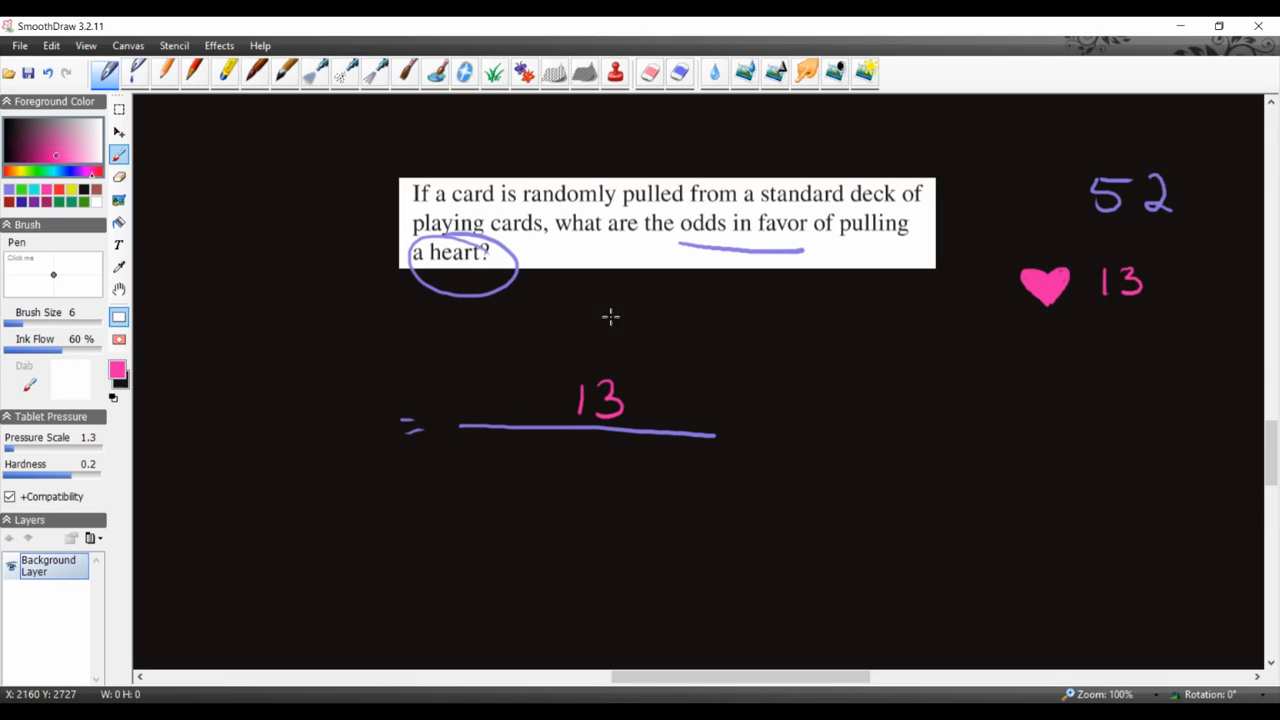 SmoothDraw 3.2.11
File Edit View Canvas Stencil Effects Help
Foreground Color
Brush
Pen
Click me
Brush Size 6
Ink Flow 60 %
Dab
Tablet Pressure
Pressure Scale 1.3
Hardness 0.2
+Compatibility
Layers
Background
Layer
If a card is randomly pulled from a standard deck of
playing cards, what are the odds in favor of pulling
a heart?
52
13
13
=
X: 2160 Y: 2727 W: 0 H: 0 Zoom: 100% Rotation: 0°